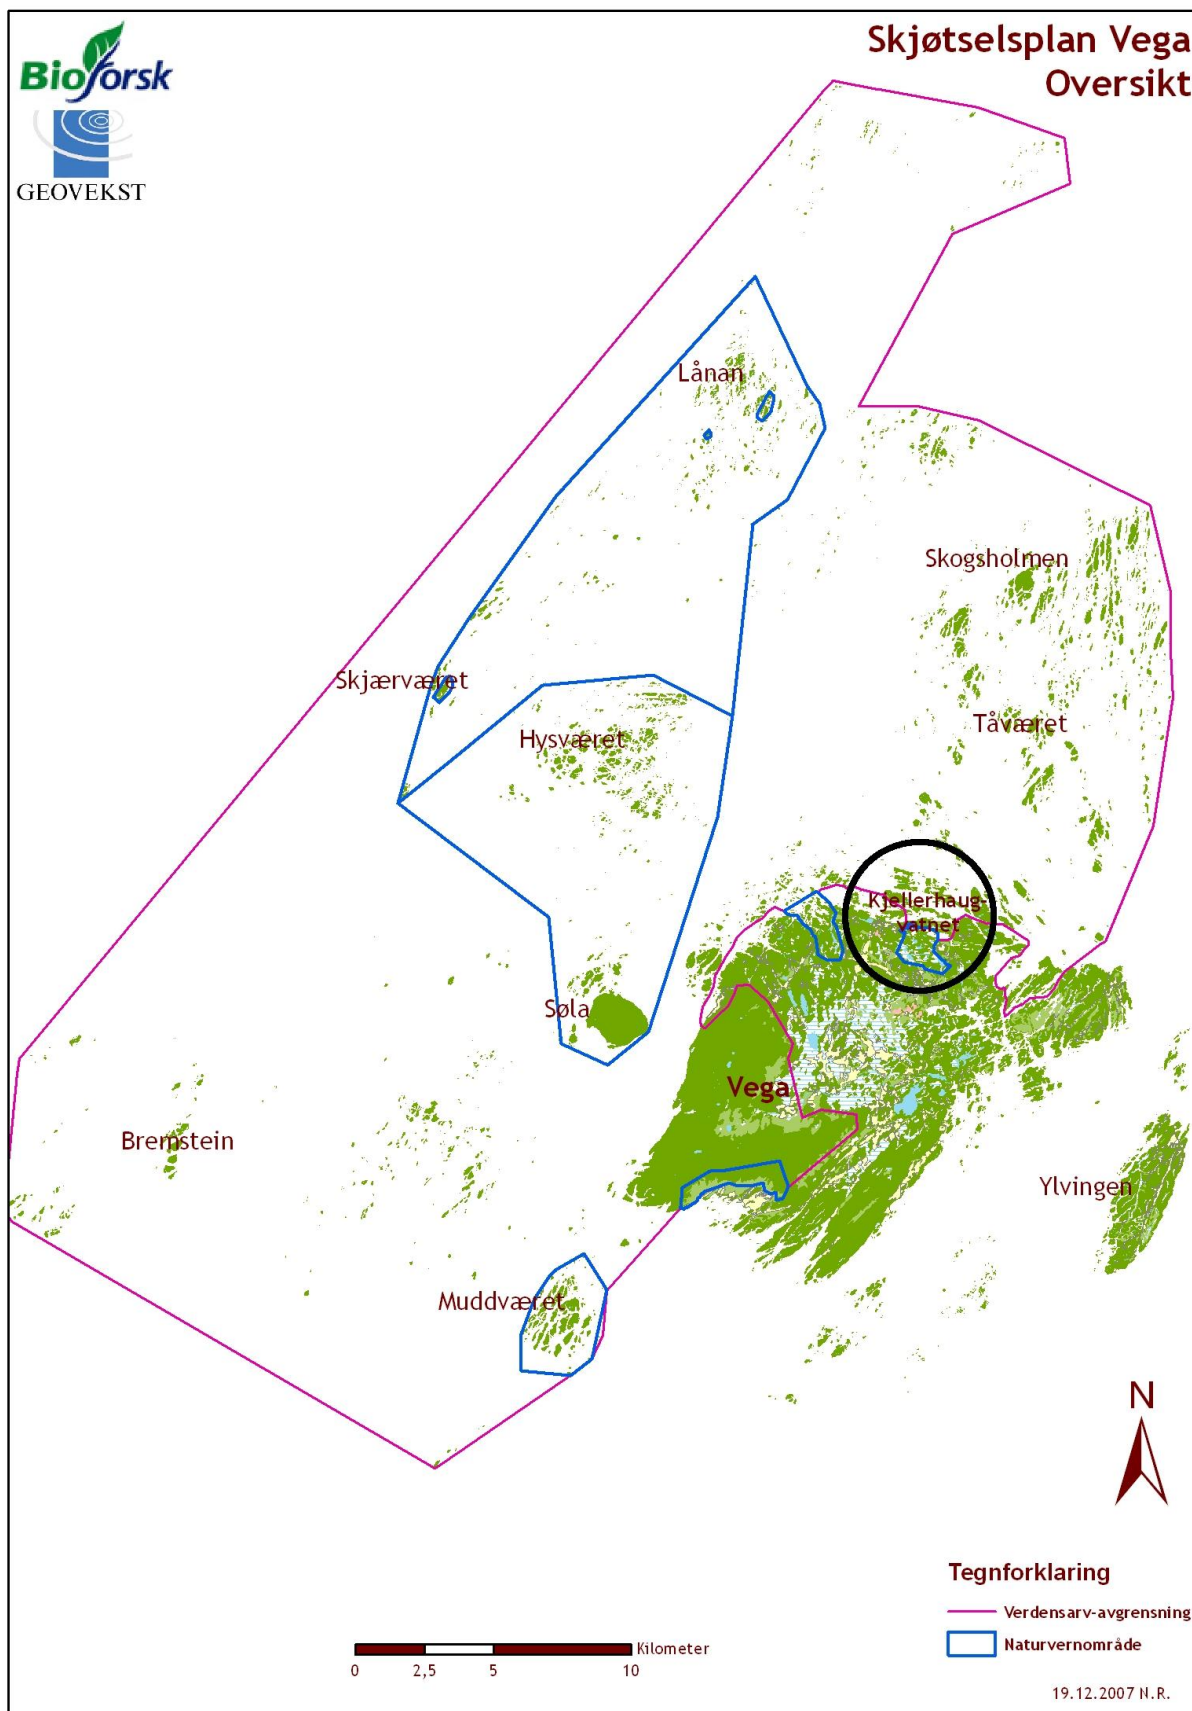 Skjøtselsplan Vega
Oversikt
Bioforsk
GEOVEKST
Lånan
Skogsholmen
Skjærværet
Hysværet
Tåværet
Kjellerhaug-
vatnet
Søla
Vega
Bremstein
Ylvingen
Muddværet
N
Tegnforklaring
Verdensarv-avgrensning
Naturvernområde
Kilometer
0 2,5 5 10
19.12.2007 N.R.